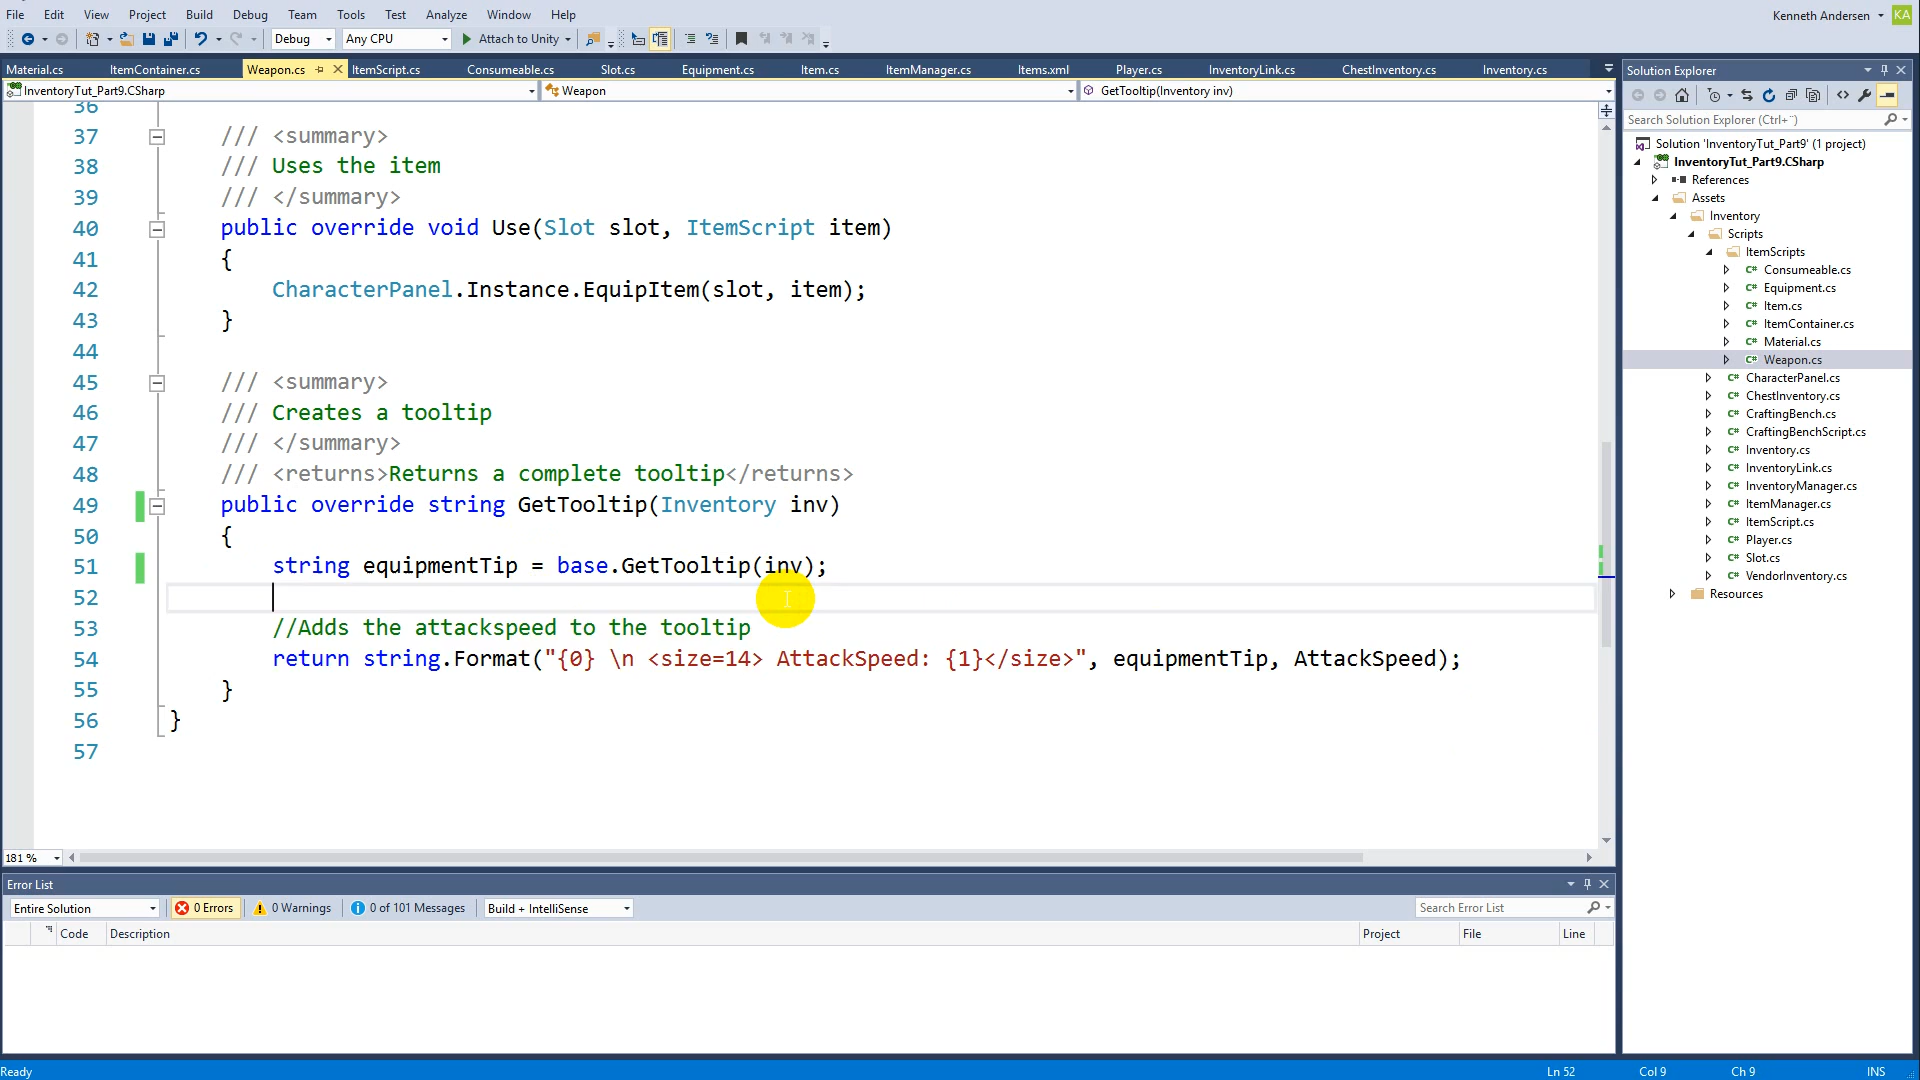 File Edit View Project Build Debug Team Tools Test Analyze Window Help Kenneth Andersen KA
Debug Any CPU Attach to Unity
Material.cs ItemContainer.cs Weapon.cs ItemScript.cs Consumeable.cs Slot.cs Equipment.cs Item.cs ItemManager.cs Items.xml Player.cs InventoryLink.cs ChestInventory.cs Inventory.cs
InventoryTut_Part9.CSharp Weapon GetTooltip(Inventory inv)
36
37 /// <summary>
38 /// Uses the item
39 /// </summary>
40 public override void Use(Slot slot, ItemScript item)
41 {
42 CharacterPanel.Instance.EquipItem(slot, item);
43 }
44
45 /// <summary>
46 /// Creates a tooltip
47 /// </summary>
48 /// <returns>Returns a complete tooltip</returns>
49 public override string GetTooltip(Inventory inv)
50 {
51 string equipmentTip = base.GetTooltip(inv);
52
53 //Adds the attackspeed to the tooltip
54 return string.Format("{0} \n <size=14> AttackSpeed: {1}</size>", equipmentTip, AttackSpeed);
55 }
56 }
57
181 %
Error List
Entire Solution 0 Errors 0 Warnings 0 of 101 Messages Build + IntelliSense Search Error List
Code Description Project File Line
Solution Explorer
Search Solution Explorer (Ctrl+¨)
Solution 'InventoryTut_Part9' (1 project)
InventoryTut_Part9.CSharp
References
Assets
Inventory
Scripts
ItemScripts
C# Consumeable.cs
C# Equipment.cs
C# Item.cs
C# ItemContainer.cs
C# Material.cs
C# Weapon.cs
C# CharacterPanel.cs
C# ChestInventory.cs
C# CraftingBench.cs
C# CraftingBenchScript.cs
C# Inventory.cs
C# InventoryLink.cs
C# InventoryManager.cs
C# ItemManager.cs
C# ItemScript.cs
C# Player.cs
C# Slot.cs
C# VendorInventory.cs
Resources
Ready Ln 52 Col 9 Ch 9 INS